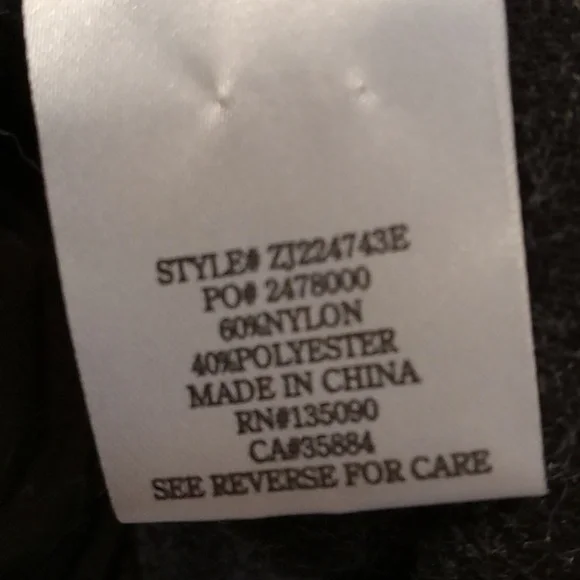 STYLE# ZJ224743E
PO# 2478000
60%NYLON
40%POLYESTER
MADE IN CHINA
RN#135090
CA#35884
SEE REVERSE FOR CARE